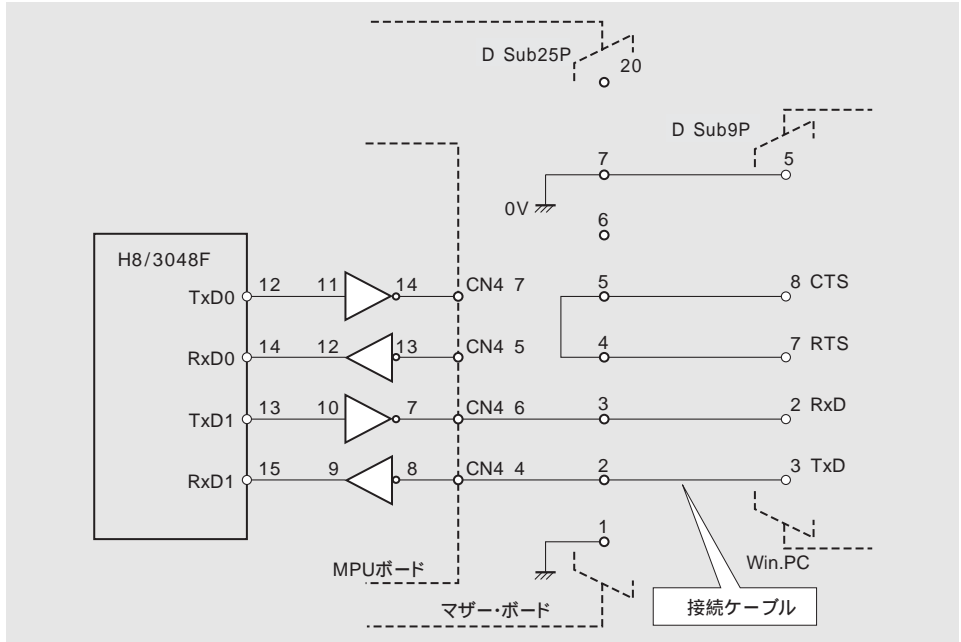 D Sub25P
20
D Sub9P
7
5
0V
6
H8/3048F
TxD0 12 11 14 CN4 7 5 8 CTS
RxD0 14 12 13 CN4 5 4 7 RTS
TxD1 13 10 7 CN4 6 3 2 RxD
RxD1 15 9 8 CN4 4 2 3 TxD
1
MPUボード
Win.PC
マザー・ボード
接続ケーブル